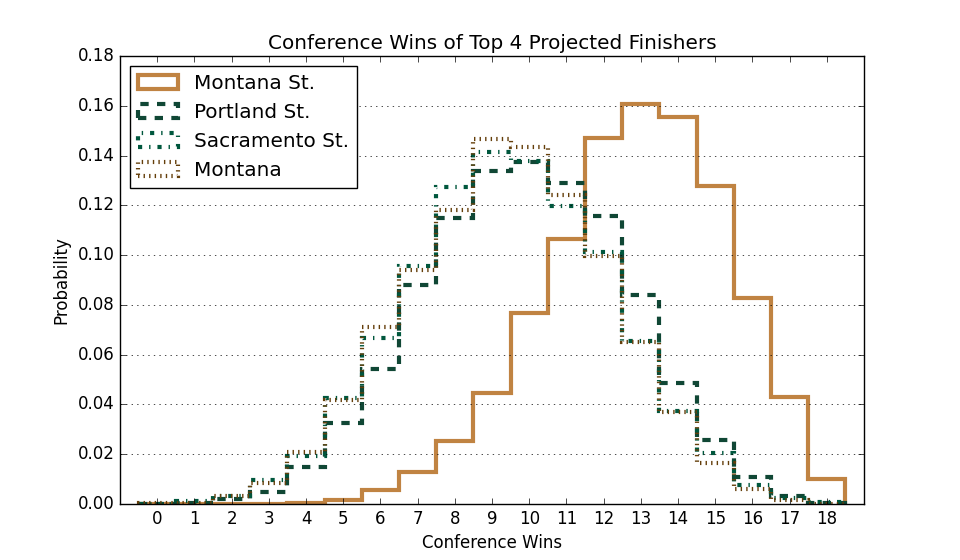 Conference Wins of Top 4 Projected Finishers
0.18
0.16
0.14
0.12
0.10
0.08
0.06
0.04
0.02
0.00
Probability
Montana St.
Portland St.
Sacramento St.
Montana
0 1 2 3 4 5 6 7 8 9 10 11 12 13 14 15 16 17 18
Conference Wins